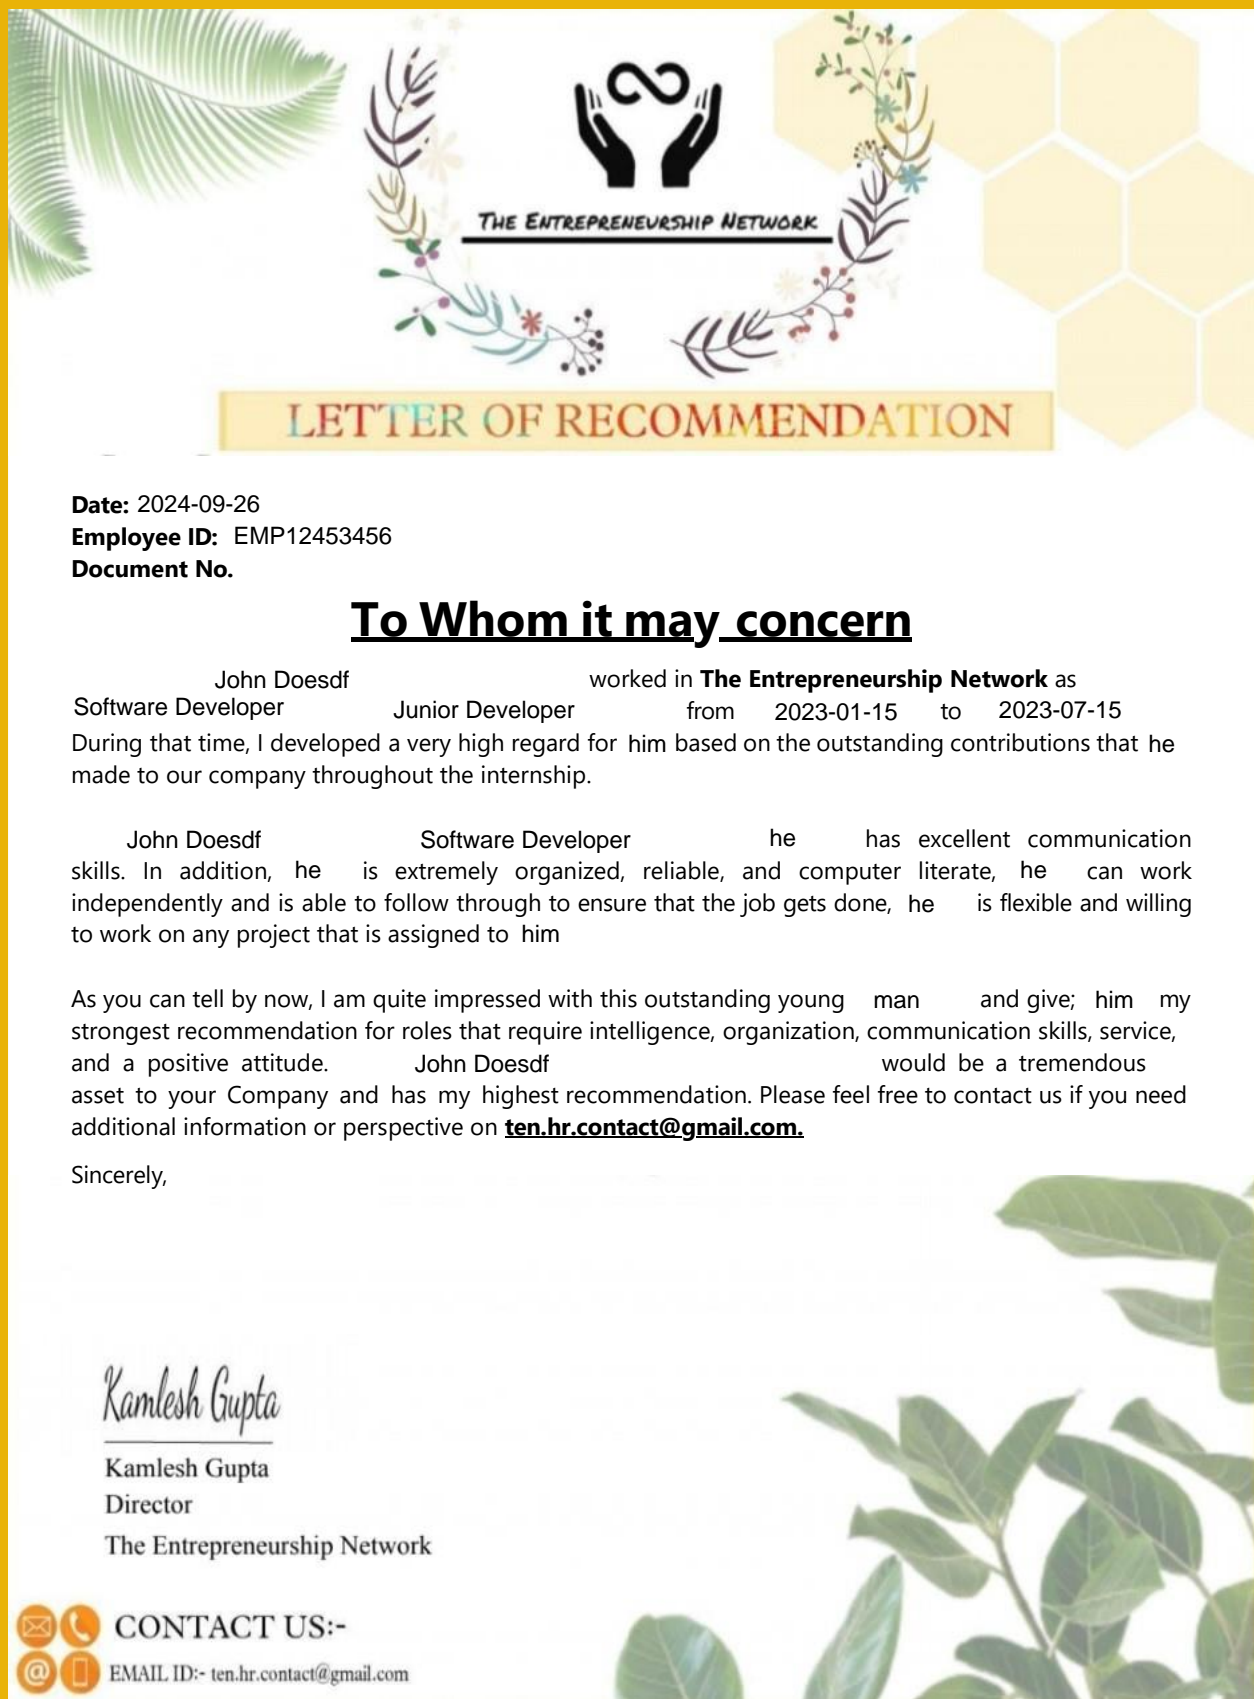 THE ENTREPRENEURSHIP NETWORK
LETTER OF RECOMMENDATION
Date: 2024-09-26
Employee ID: EMP12453456
Document No.
To Whom it may concern
John Doesdf worked in The Entrepreneurship Network as
Software Developer Junior Developer from 2023-01-15 to 2023-07-15
During that time, I developed a very high regard for him based on the outstanding contributions that he
made to our company throughout the internship.
John Doesdf Software Developer he has excellent communication
skills. In addition, he is extremely organized, reliable, and computer literate, he can work
independently and is able to follow through to ensure that the job gets done, he is flexible and willing
to work on any project that is assigned to him
As you can tell by now, I am quite impressed with this outstanding young man and give; him my
strongest recommendation for roles that require intelligence, organization, communication skills, service,
and a positive attitude. John Doesdf would be a tremendous
asset to your Company and has my highest recommendation. Please feel free to contact us if you need
additional information or perspective on ten.hr.contact@gmail.com.
Sincerely,
Kamlesh Gupta
Kamlesh Gupta
Director
The Entrepreneurship Network
CONTACT US:-
EMAIL ID:- ten.hr.contact@gmail.com